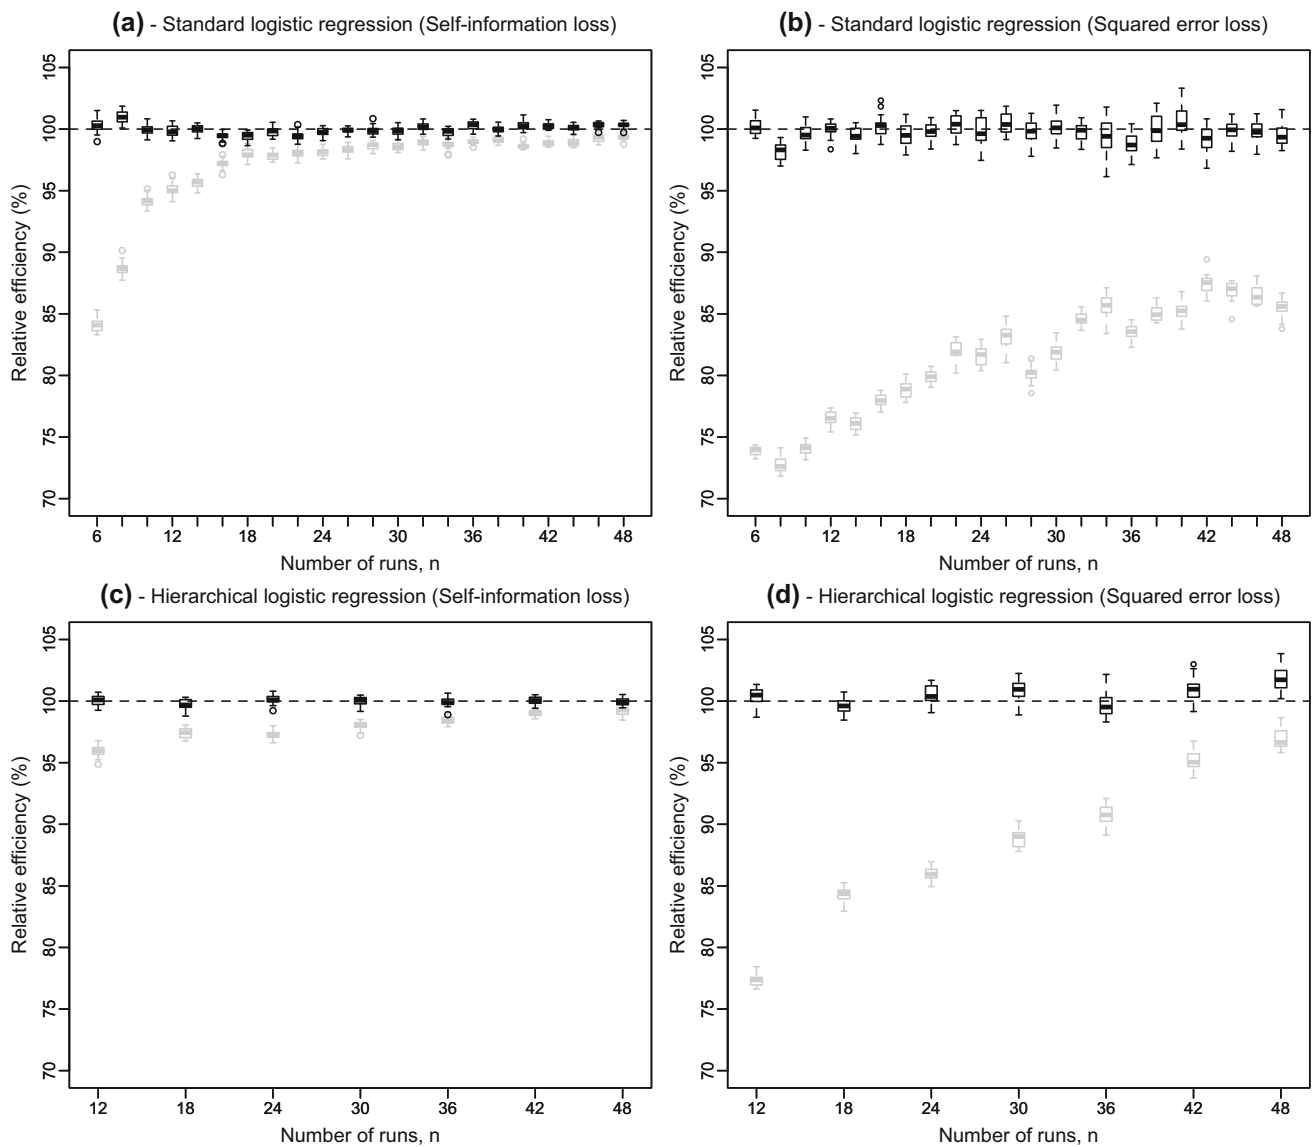 (a) - Standard logistic regression (Self-information loss)
Relative efficiency (%)
105
100
95
90
85
80
75
70
6 12 18 24 30 36 42 48
Number of runs, n
(b) - Standard logistic regression (Squared error loss)
Relative efficiency (%)
105
100
95
90
85
80
75
70
6 12 18 24 30 36 42 48
Number of runs, n
(c) - Hierarchical logistic regression (Self-information loss)
Relative efficiency (%)
105
100
95
90
85
80
75
70
12 18 24 30 36 42 48
Number of runs, n
(d) - Hierarchical logistic regression (Squared error loss)
Relative efficiency (%)
105
100
95
90
85
80
75
70
12 18 24 30 36 42 48
Number of runs, n